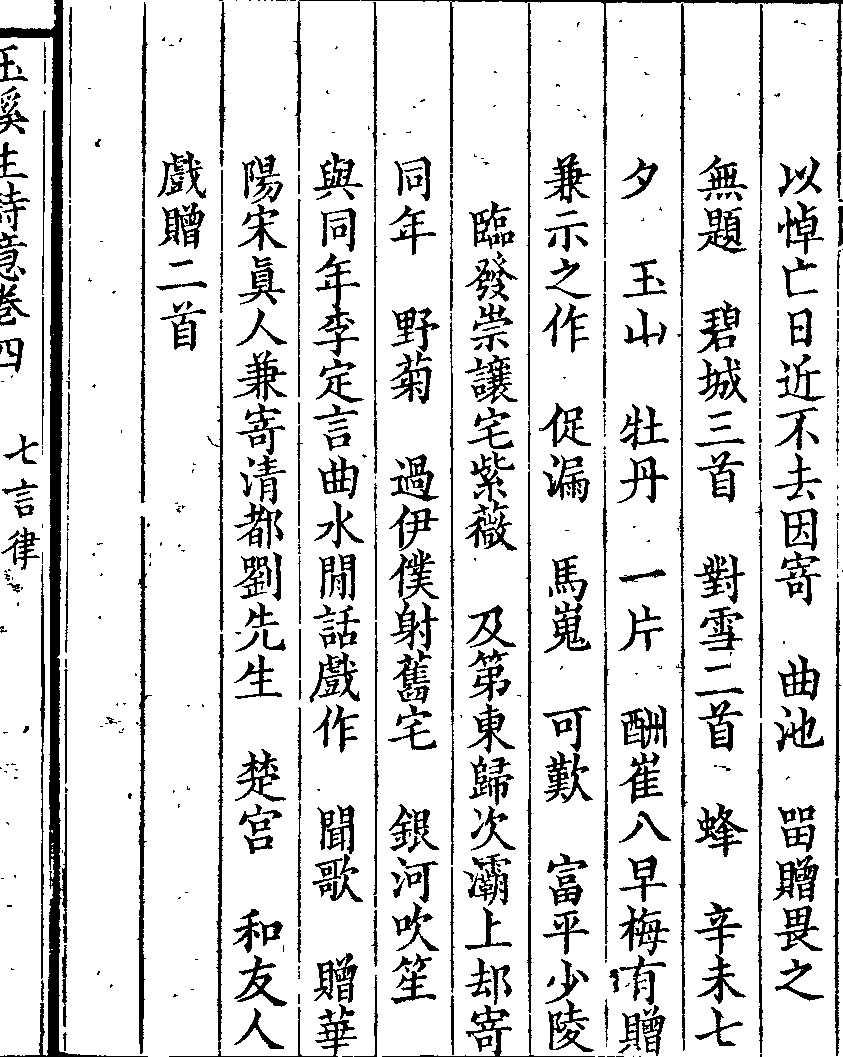 以悼亡日近不去因寄　曲池　畱贈畏之
無題　碧城三首　對雪二首　蜂　辛未七
夕　玉山　牡丹　一片　酬崔八早梅有贈
兼示之作　促漏　馬嵬　可歎　富平少陵
臨發崇讓宅紫薇　及第東歸次灞上却寄
同年　野菊　過伊僕射舊宅　銀河吹笙
與同年李定言曲水閒話戲作　聞歌　贈華
陽宋眞人兼寄清都劉先生　楚宮　和友人
戲贈二首
玉溪生詩意卷四　七言律